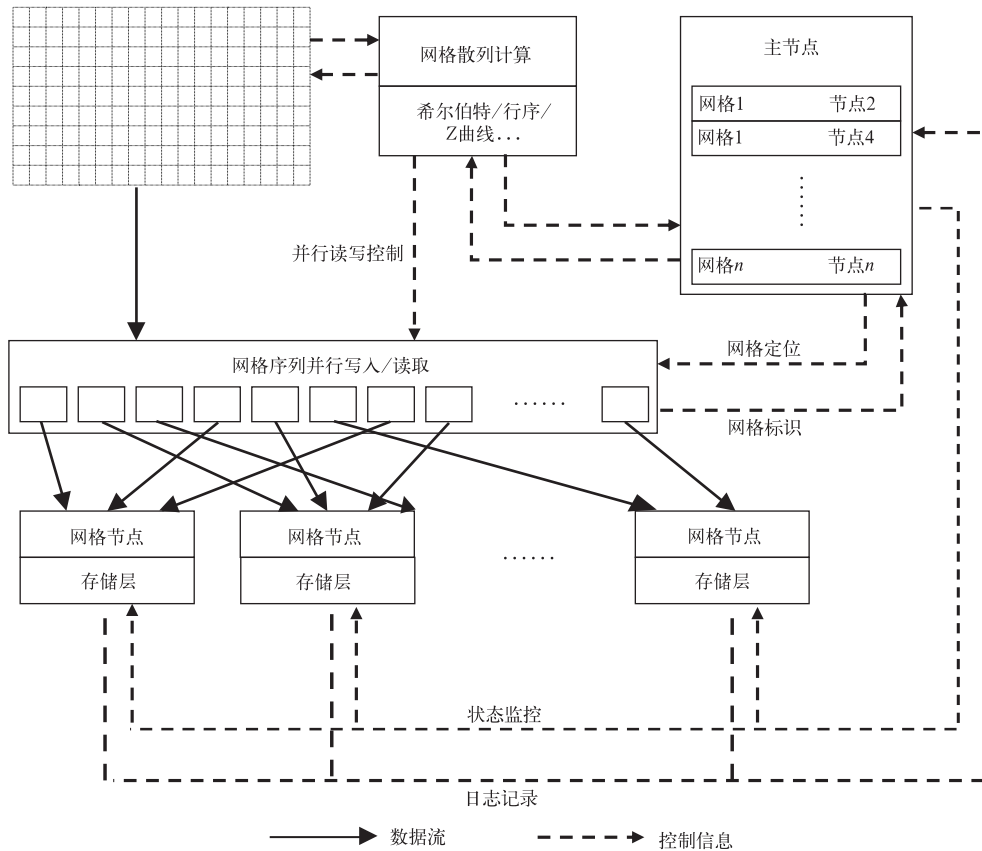 网格散列计算
希尔伯特/行序/
Z曲线...
主节点
网格1 节点2
网格1 节点4
⋮
网格n 节点n
并行读写控制
网格定位
网格序列并行写入/读取
······
网格标识
网格节点
存储层
网格节点
存储层
······
网格节点
存储层
状态监控
日志记录
数据流
控制信息